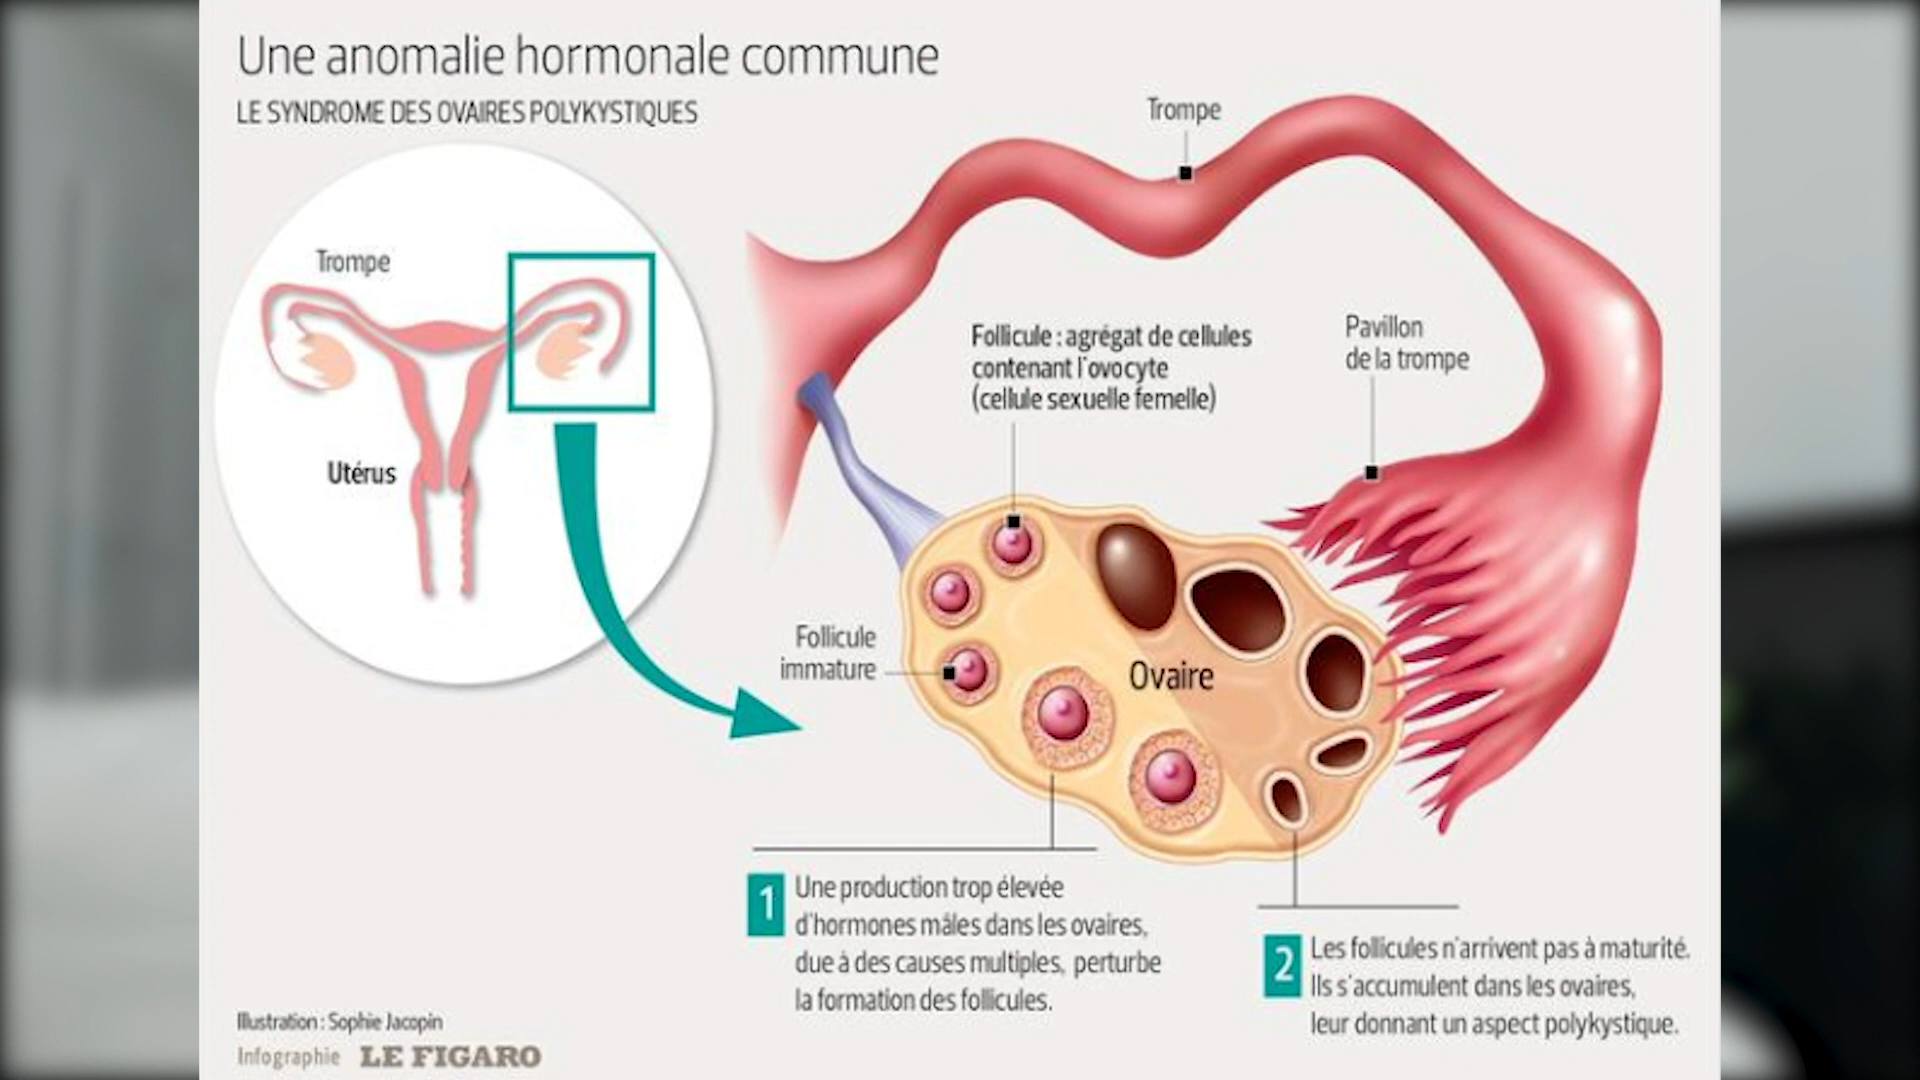 Une anomalie hormonale commune
LE SYNDROME DES OVAIRES POLYKYSTIQUES
Trompe
Utérus
Trompe
Follicule : agrégat de cellules
contenant l'ovocyte
(cellule sexuelle femelle)
Pavillon
de la trompe
Follicule
immature
Ovaire
1
Une production trop élevée
d'hormones mâles dans les ovaires,
due à des causes multiples, perturbe
la formation des follicules.
2
Les follicules n'arrivent pas à maturité.
Ils s'accumulent dans les ovaires,
leur donnant un aspect polykystique.
Illustration : Sophie Jacopin
Infographie LE FIGARO